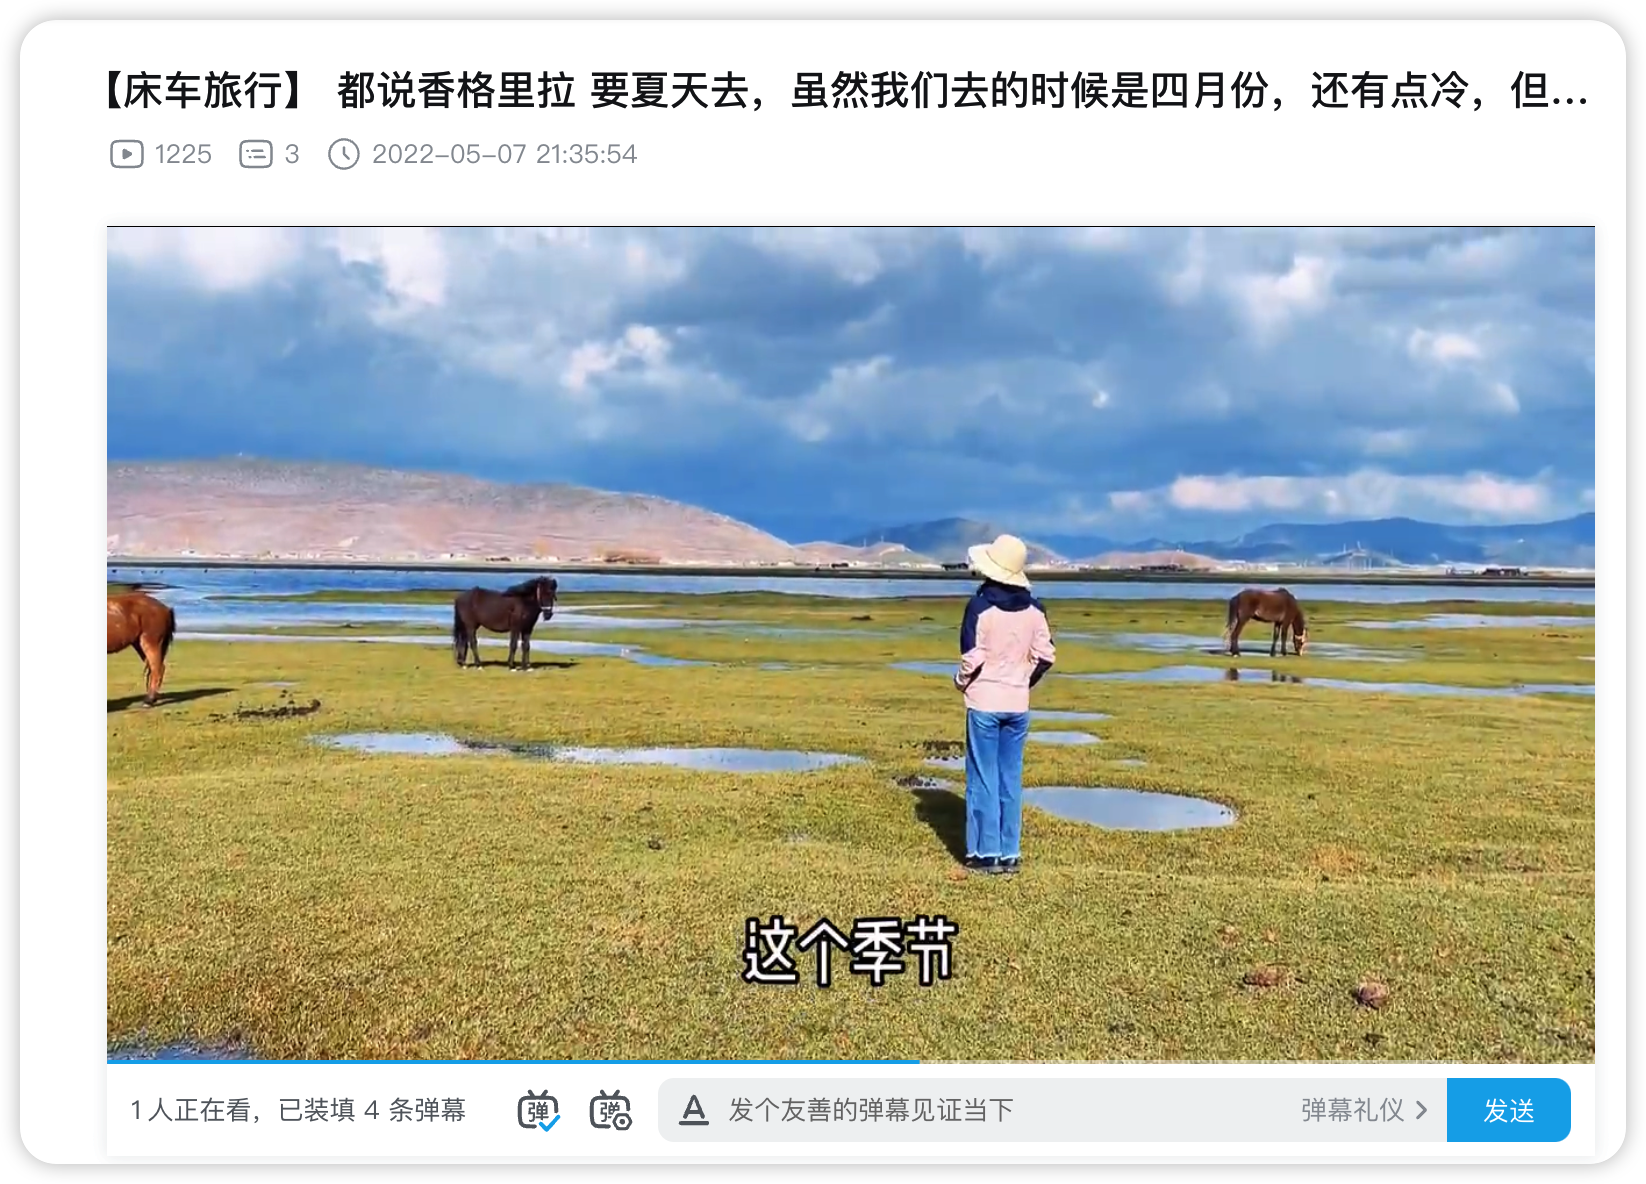 【床车旅行】 都说香格里拉 要夏天去，虽然我们去的时候是四月份，还有点冷，但...
1225 3 2022-05-07 21:35:54
这个季节
1人正在看，已装填 4 条弹幕 弹 弹 A 发个友善的弹幕见证当下 弹幕礼仪 > 发送